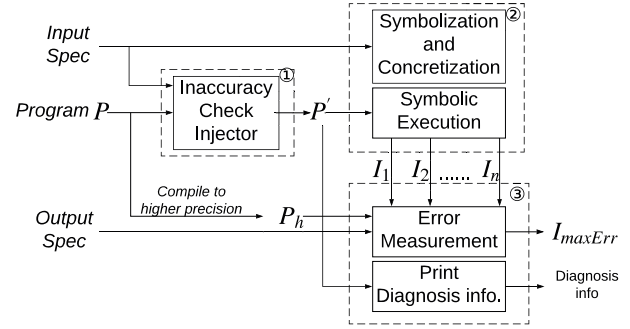 Input
Spec
Program P
①
Inaccuracy
Check
Injector
P'
②
Symbolization
and
Concretization
Symbolic
Execution
I1 I2 ...... In
③
Compile to
higher precision
Ph
Output
Spec
Error
Measurement
ImaxErr
Print
Diagnosis info.
Diagnosis
info